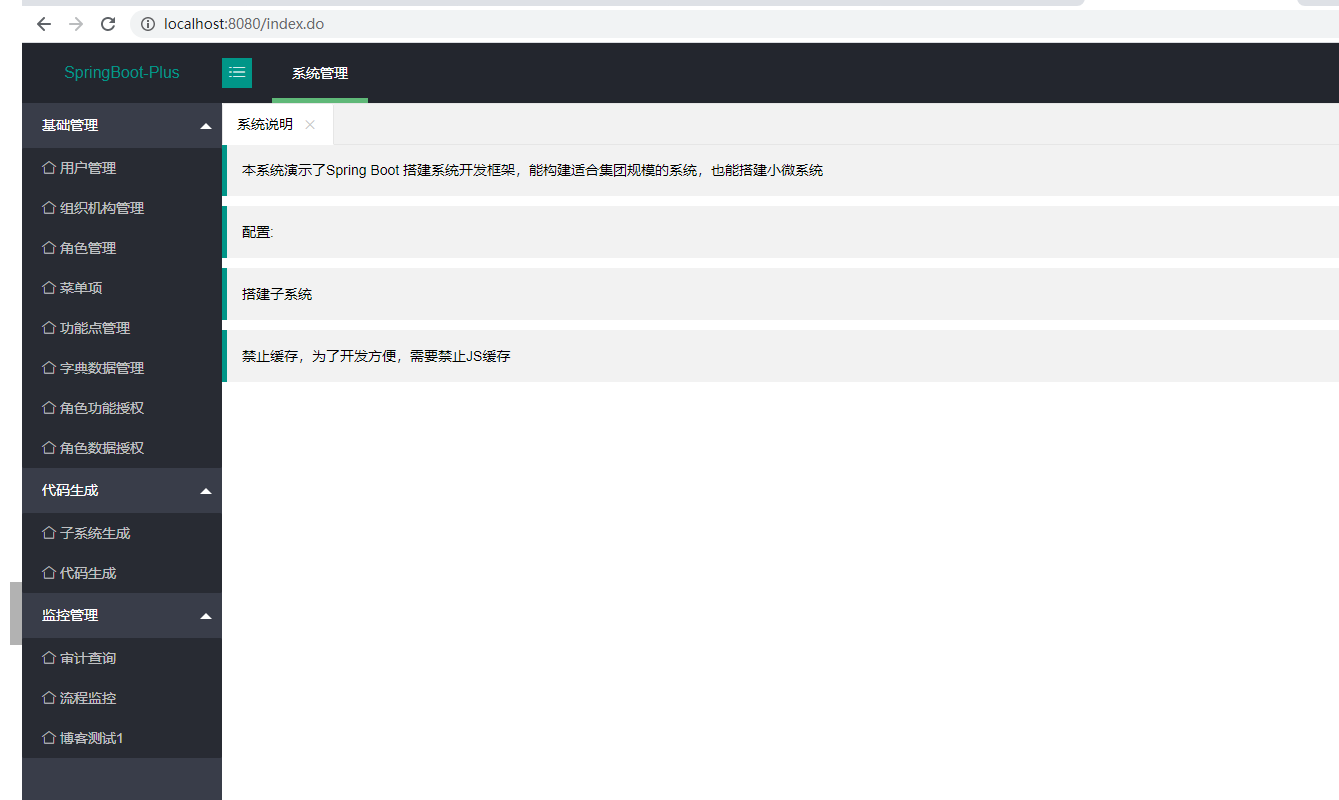 localhost:8080/index.do
SpringBoot-Plus
系统管理
基础管理
用户管理
组织机构管理
角色管理
菜单项
功能点管理
字典数据管理
角色功能授权
角色数据授权
代码生成
子系统生成
代码生成
监控管理
审计查询
流程监控
博客测试1
系统说明
本系统演示了Spring Boot 搭建系统开发框架，能构建适合集团规模的系统，也能搭建小微系统
配置:
搭建子系统
禁止缓存，为了开发方便，需要禁止JS缓存